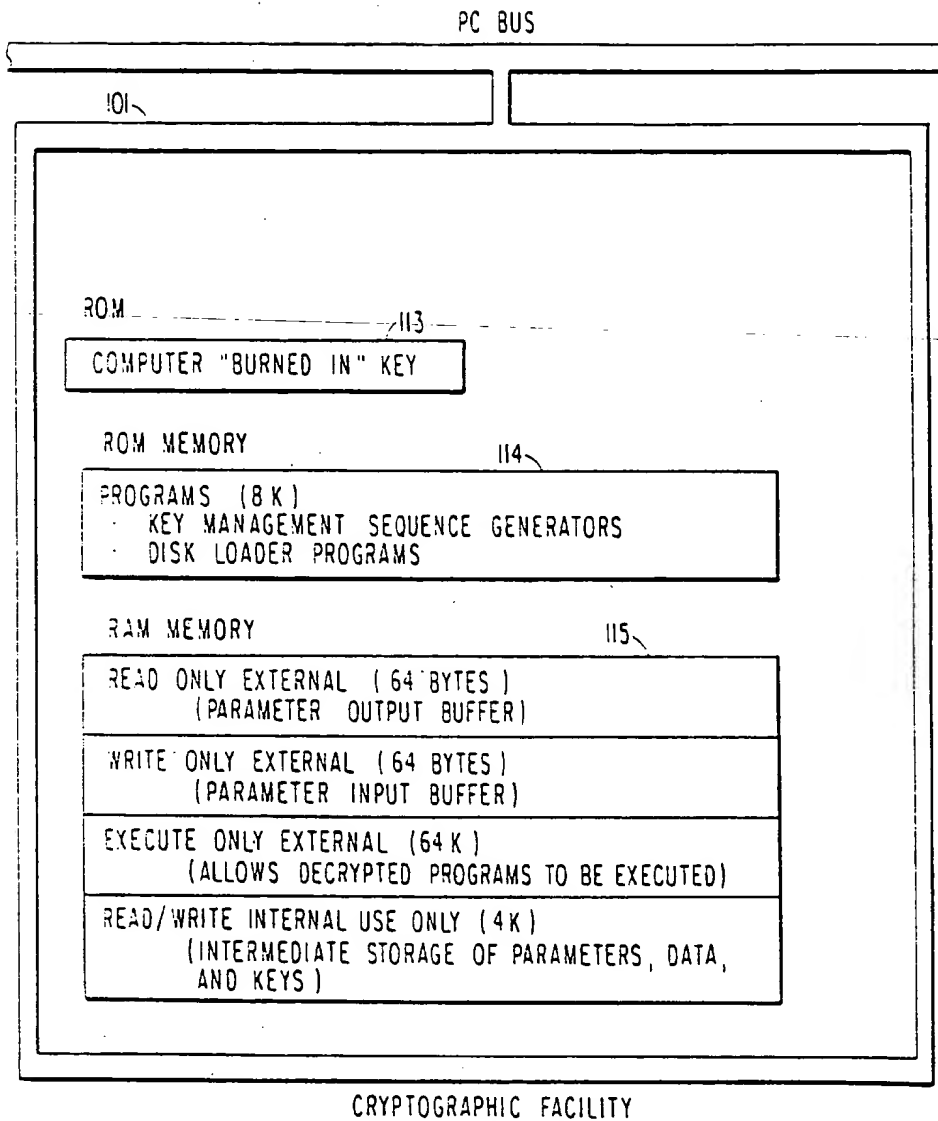 PC BUS
101
ROM
113
COMPUTER "BURNED IN" KEY
ROM MEMORY
114
PROGRAMS (8K)
· KEY MANAGEMENT SEQUENCE GENERATORS
· DISK LOADER PROGRAMS
RAM MEMORY
115
READ ONLY EXTERNAL (64 BYTES)
(PARAMETER OUTPUT BUFFER)
WRITE ONLY EXTERNAL (64 BYTES)
(PARAMETER INPUT BUFFER)
EXECUTE ONLY EXTERNAL (64K)
(ALLOWS DECRYPTED PROGRAMS TO BE EXECUTED)
READ/WRITE INTERNAL USE ONLY (4K)
(INTERMEDIATE STORAGE OF PARAMETERS, DATA,
AND KEYS)
CRYPTOGRAPHIC FACILITY